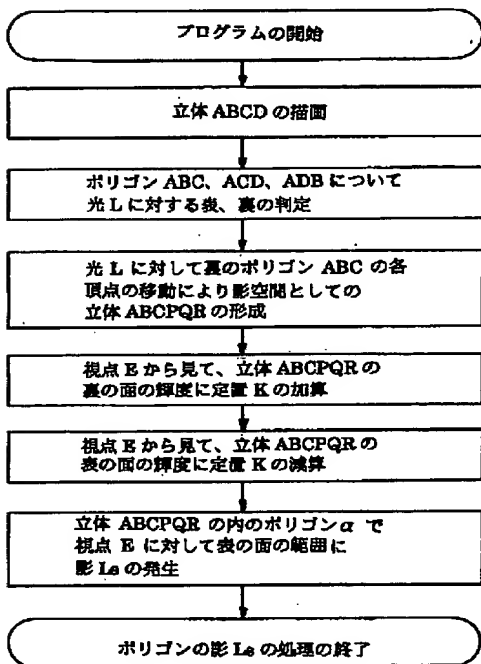 プログラムの開始
立体 ABCD の描画
ポリゴン ABC、ACD、ADB について
光 L に対する表、裏の判定
光 L に対して裏のポリゴン ABC の各
頂点の移動により影空間としての
立体 ABCPQR の形成
視点 E から見て、立体 ABCPQR の
裏の面の輝度に定置 K の加算
視点 E から見て、立体 ABCPQR の
表の面の輝度に定置 K の減算
立体 ABCPQR の内のポリゴン α で
視点 E に対して表の面の範囲に
影 Ls の発生
ポリゴンの影 Ls の処理の終了